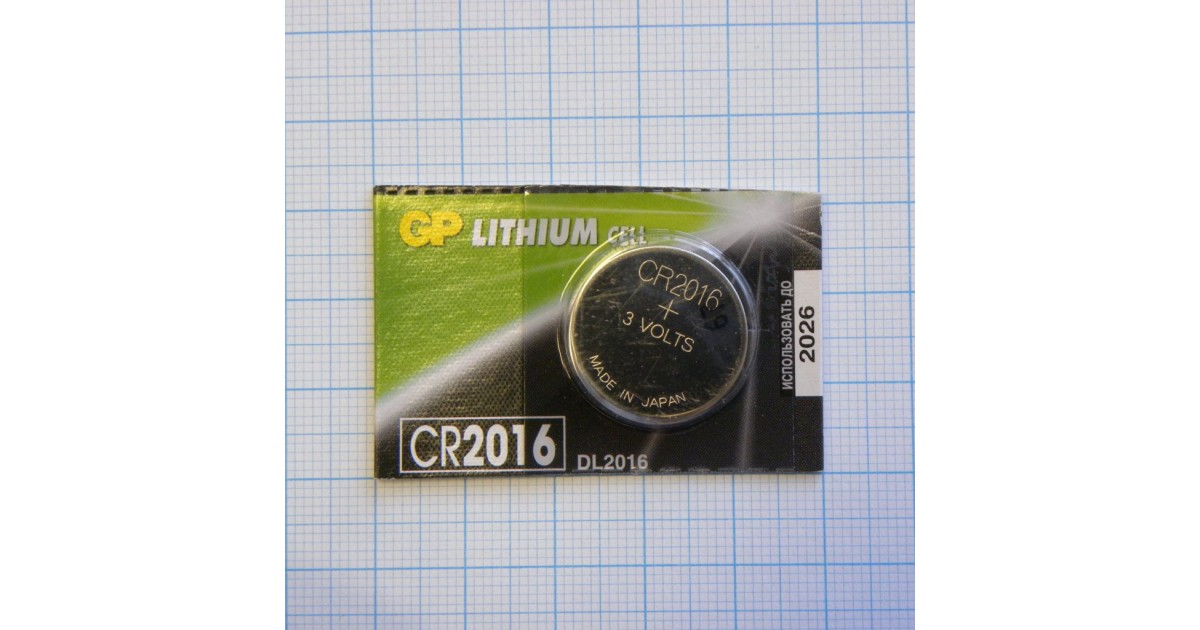 GP LITHIUM CELL
CR2016
+
3 VOLTS
MADE IN JAPAN
ИСПОЛЬЗОВАТЬ ДО
2026
CR2016
DL2016